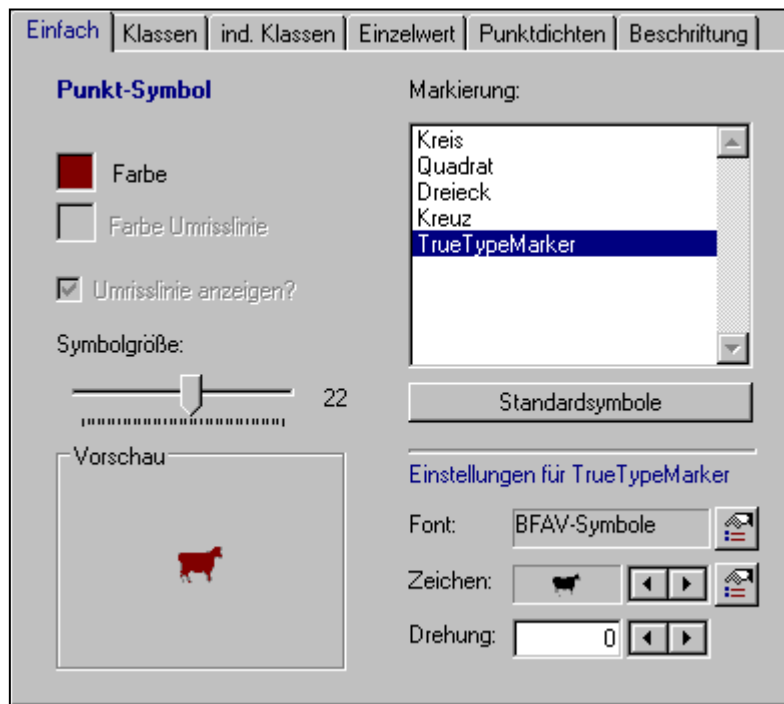 Einfach Klassen ind. Klassen Einzelwert Punktdichten Beschriftung
Punkt-Symbol
Farbe
Farbe Umrisslinie
Umrisslinie anzeigen?
Symbolgröße:
22
Vorschau
Markierung:
Kreis
Quadrat
Dreieck
Kreuz
TrueTypeMarker
Standardsymbole
Einstellungen für TrueTypeMarker
Font: BFAV-Symbole
Zeichen:
Drehung: 0